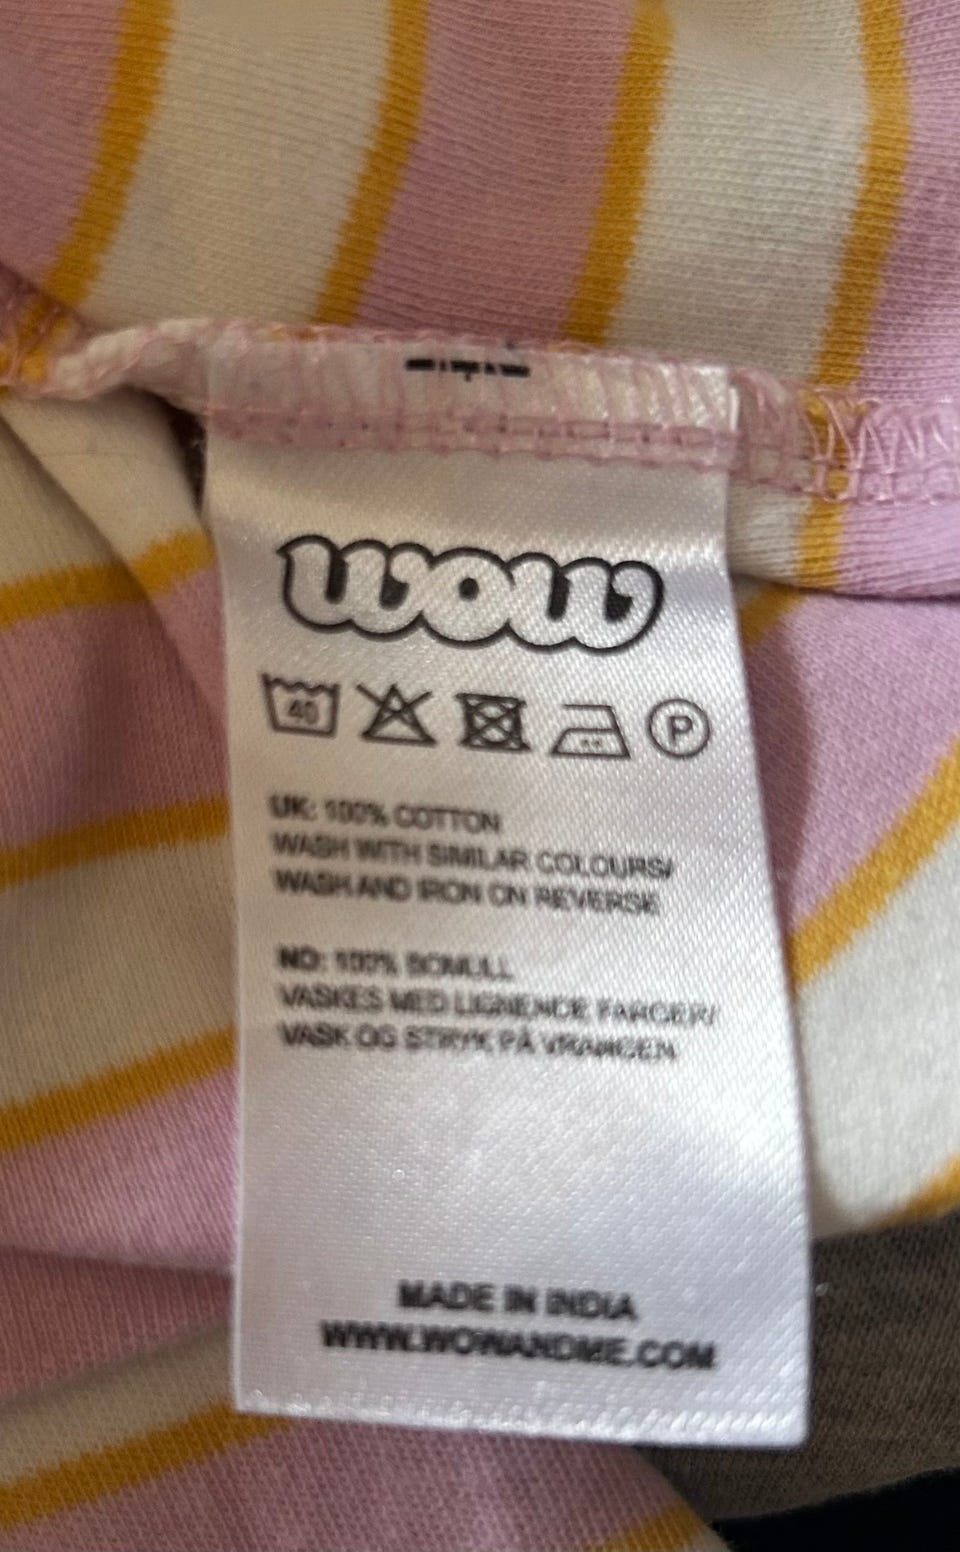 WOW
40
P
UK: 100% COTTON
WASH WITH SIMILAR COLOURS/
WASH AND IRON ON REVERSE
NO: 100% BOMULL
VASKES MED LIGNENDE FARGER/
VASK OG STRYK PÅ VRANGEN
MADE IN INDIA
WWW.WOWANDME.COM